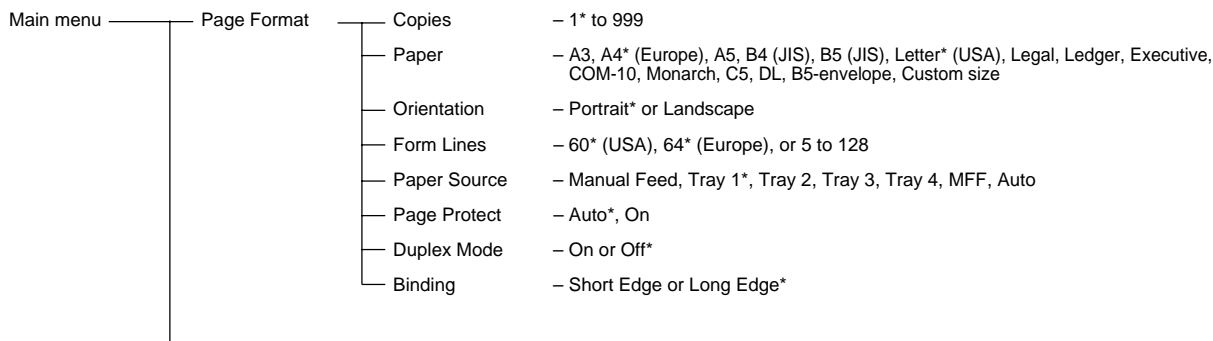 Main menu Page Format Copies – 1* to 999
Paper – A3, A4* (Europe), A5, B4 (JIS), B5 (JIS), Letter* (USA), Legal, Ledger, Executive,
COM-10, Monarch, C5, DL, B5-envelope, Custom size
Orientation – Portrait* or Landscape
Form Lines – 60* (USA), 64* (Europe), or 5 to 128
Paper Source – Manual Feed, Tray 1*, Tray 2, Tray 3, Tray 4, MFF, Auto
Page Protect – Auto*, On
Duplex Mode – On or Off*
Binding – Short Edge or Long Edge*